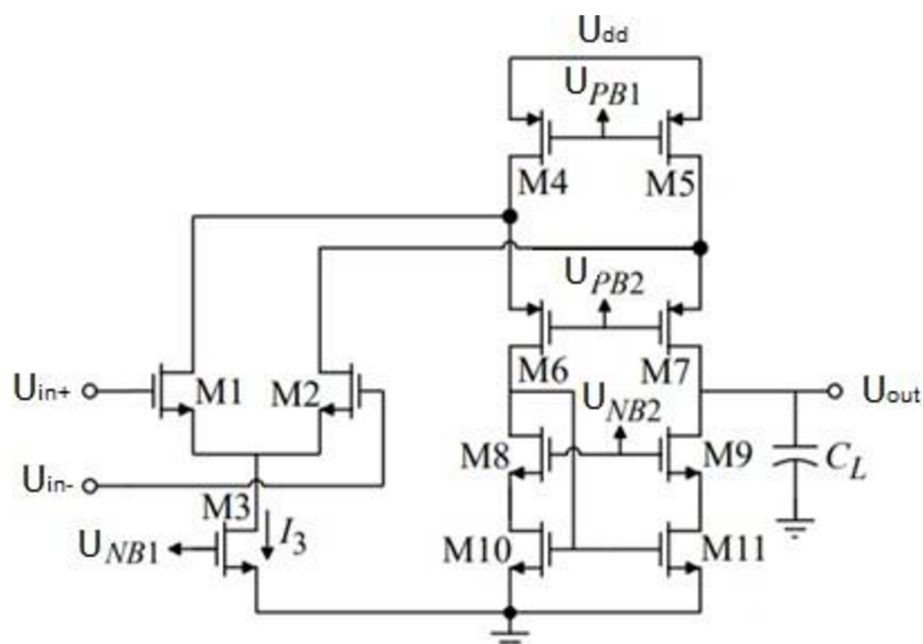 Udd
UPB1
M4 M5
UPB2
M6 M7
Uin+ M1 M2 Uout
UNB2
M8 M9 CL
Uin-
M3
UNB1 I3 M10 M11